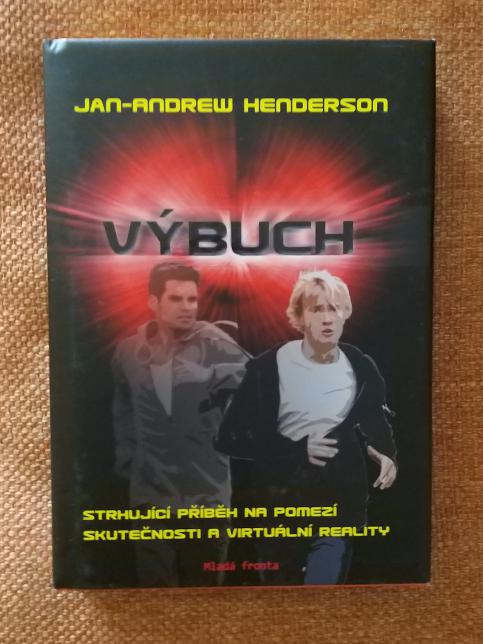 JAN-ANDREW HENDERSON
VÝBUCH
STRHUJÍCÍ PŘÍBĚH NA POMEZÍ
SKUTEČNOSTI A VIRTUÁLNÍ REALITY
Mladá fronta